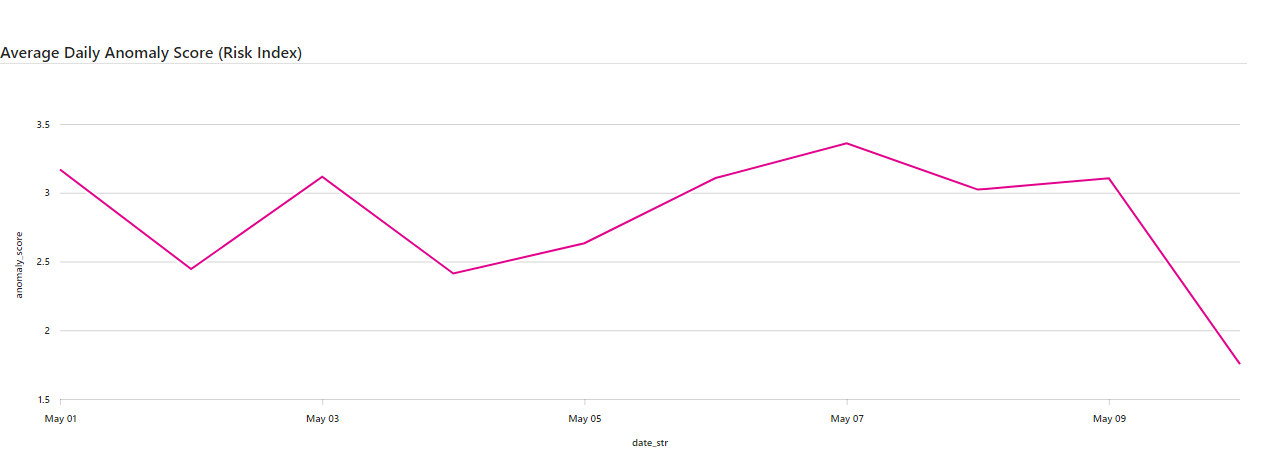 Average Daily Anomaly Score (Risk Index)
3.5
3
2.5
2
1.5
anomaly_score
May 01
May 03
May 05
May 07
May 09
date_str